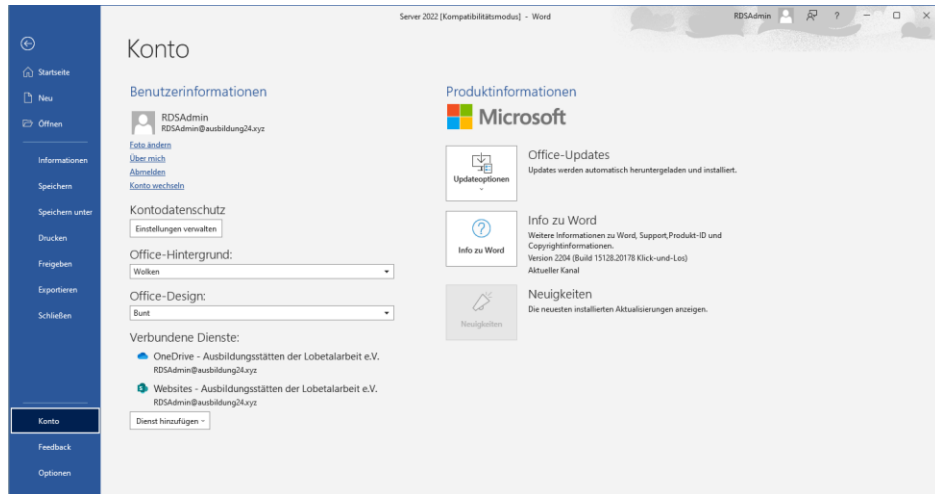 Server 2022 [Kompatibilitätsmodus] - Word
RDSAdmin
?
Konto
Startseite
Neu
Öffnen
Informationen
Speichern
Speichern unter
Drucken
Freigeben
Exportieren
Schließen
Konto
Feedback
Optionen
Benutzerinformationen
RDSAdmin
RDSAdmin@ausbildung24.xyz
Foto ändern
Über mich
Abmelden
Konto wechseln
Kontodatenschutz
Einstellungen verwalten
Office-Hintergrund:
Wolken
Office-Design:
Bunt
Verbundene Dienste:
OneDrive - Ausbildungsstätten der Lobetalarbeit e.V.
RDSAdmin@ausbildung24.xyz
Websites - Ausbildungsstätten der Lobetalarbeit e.V.
RDSAdmin@ausbildung24.xyz
Dienst hinzufügen
Produktinformationen
Microsoft
Updateoptionen
Office-Updates
Updates werden automatisch heruntergeladen und installiert.
Info zu Word
Info zu Word
Weitere Informationen zu Word, Support,Produkt-ID und
Copyrightinformationen.
Version 2204 (Build 15128.20178 Klick-und-Los)
Aktueller Kanal
Neuigkeiten
Neuigkeiten
Die neuesten installierten Aktualisierungen anzeigen.